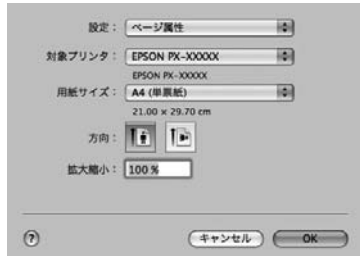 設定： ページ属性
対象プリンタ： EPSON PX-XXXXX
EPSON PX-XXXXX
用紙サイズ： A4 (単票紙)
21.00 × 29.70 cm
方向：
拡大縮小： 100 %
? キャンセル OK